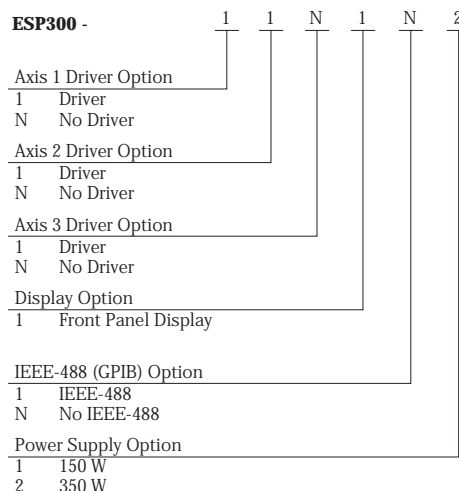 ESP300 - 1 1 N 1 N 2
Axis 1 Driver Option
1 Driver
N No Driver
Axis 2 Driver Option
1 Driver
N No Driver
Axis 3 Driver Option
1 Driver
N No Driver
Display Option
1 Front Panel Display
IEEE-488 (GPIB) Option
1 IEEE-488
N No IEEE-488
Power Supply Option
1 150 W
2 350 W